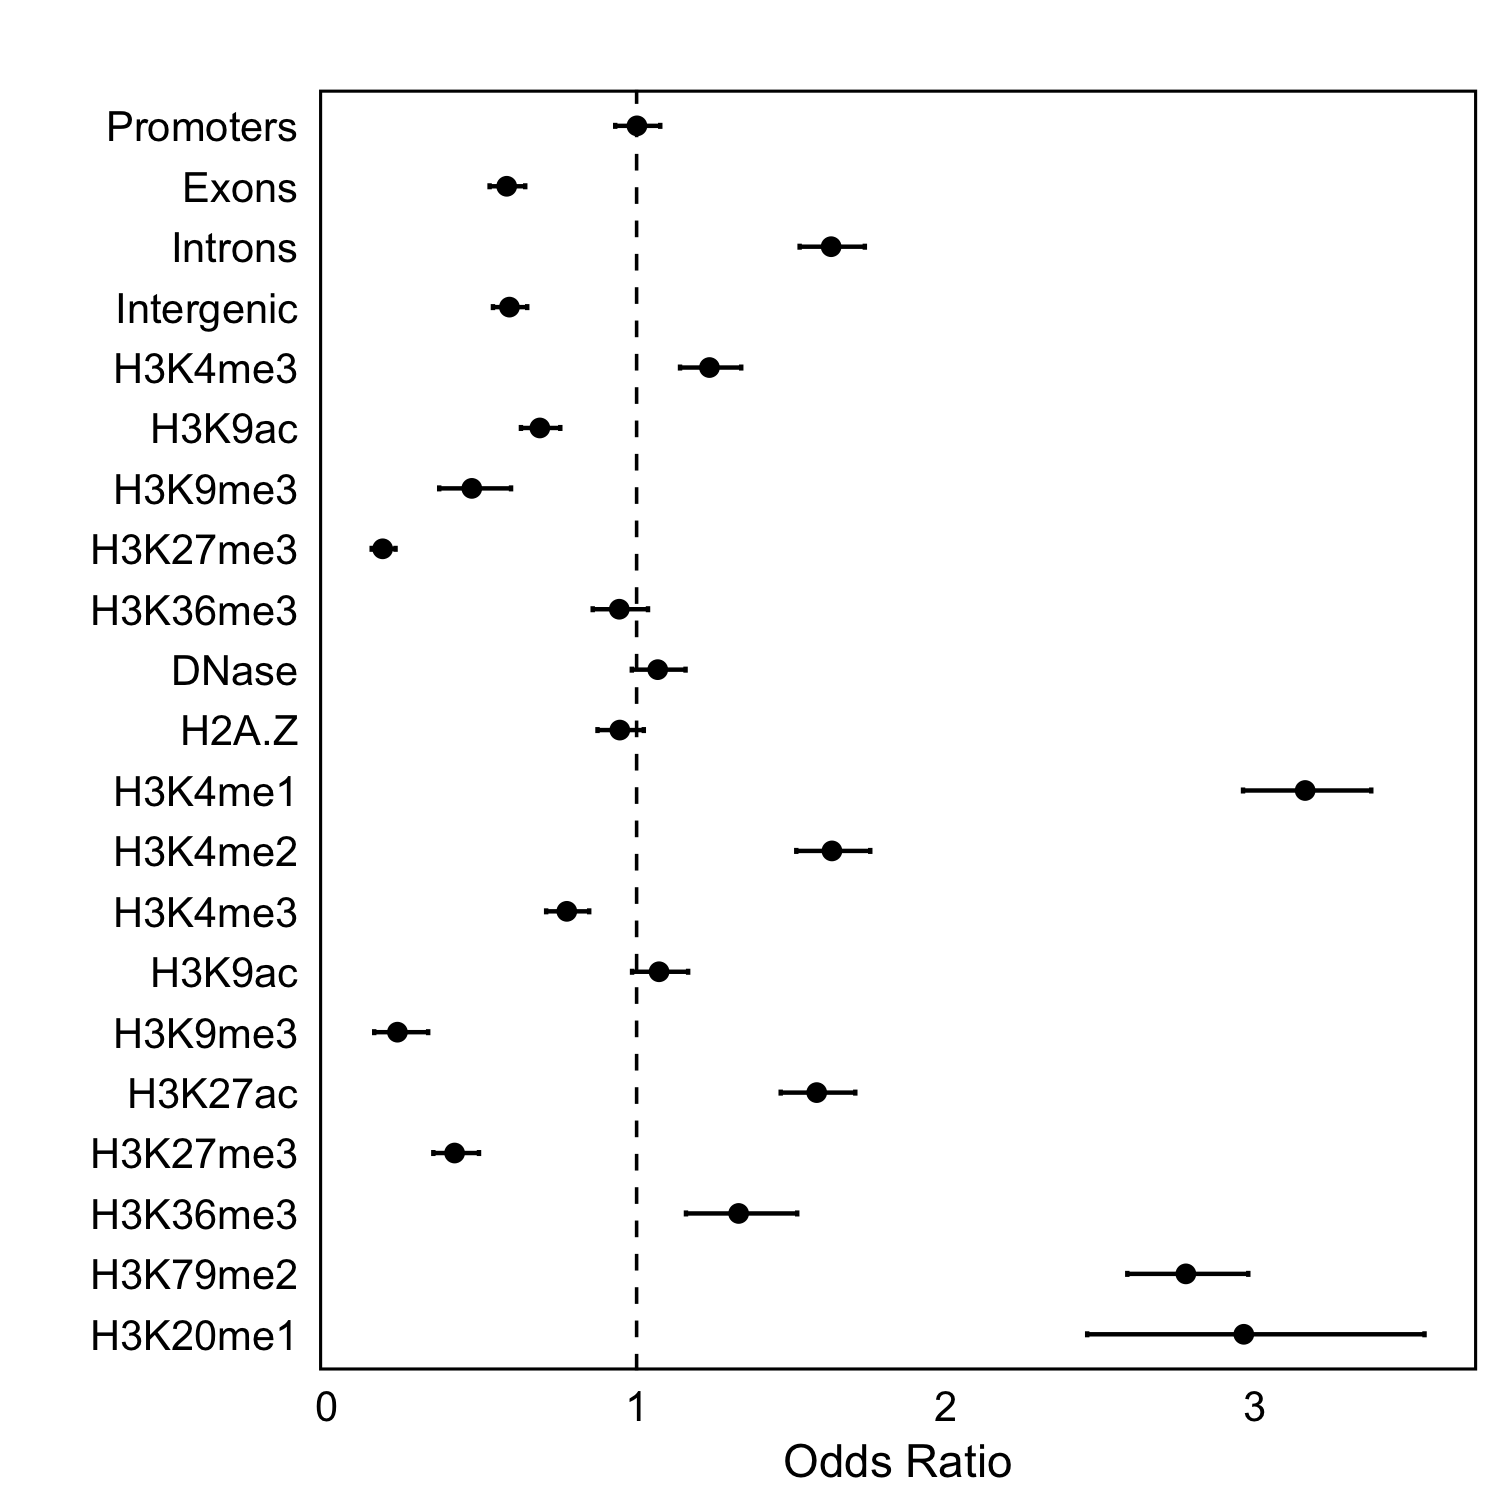 Promoters
Exons
Introns
Intergenic
H3K4me3
H3K9ac
H3K9me3
H3K27me3
H3K36me3
DNase
H2A.Z
H3K4me1
H3K4me2
H3K4me3
H3K9ac
H3K9me3
H3K27ac
H3K27me3
H3K36me3
H3K79me2
H3K20me1
0 1 2 3
Odds Ratio